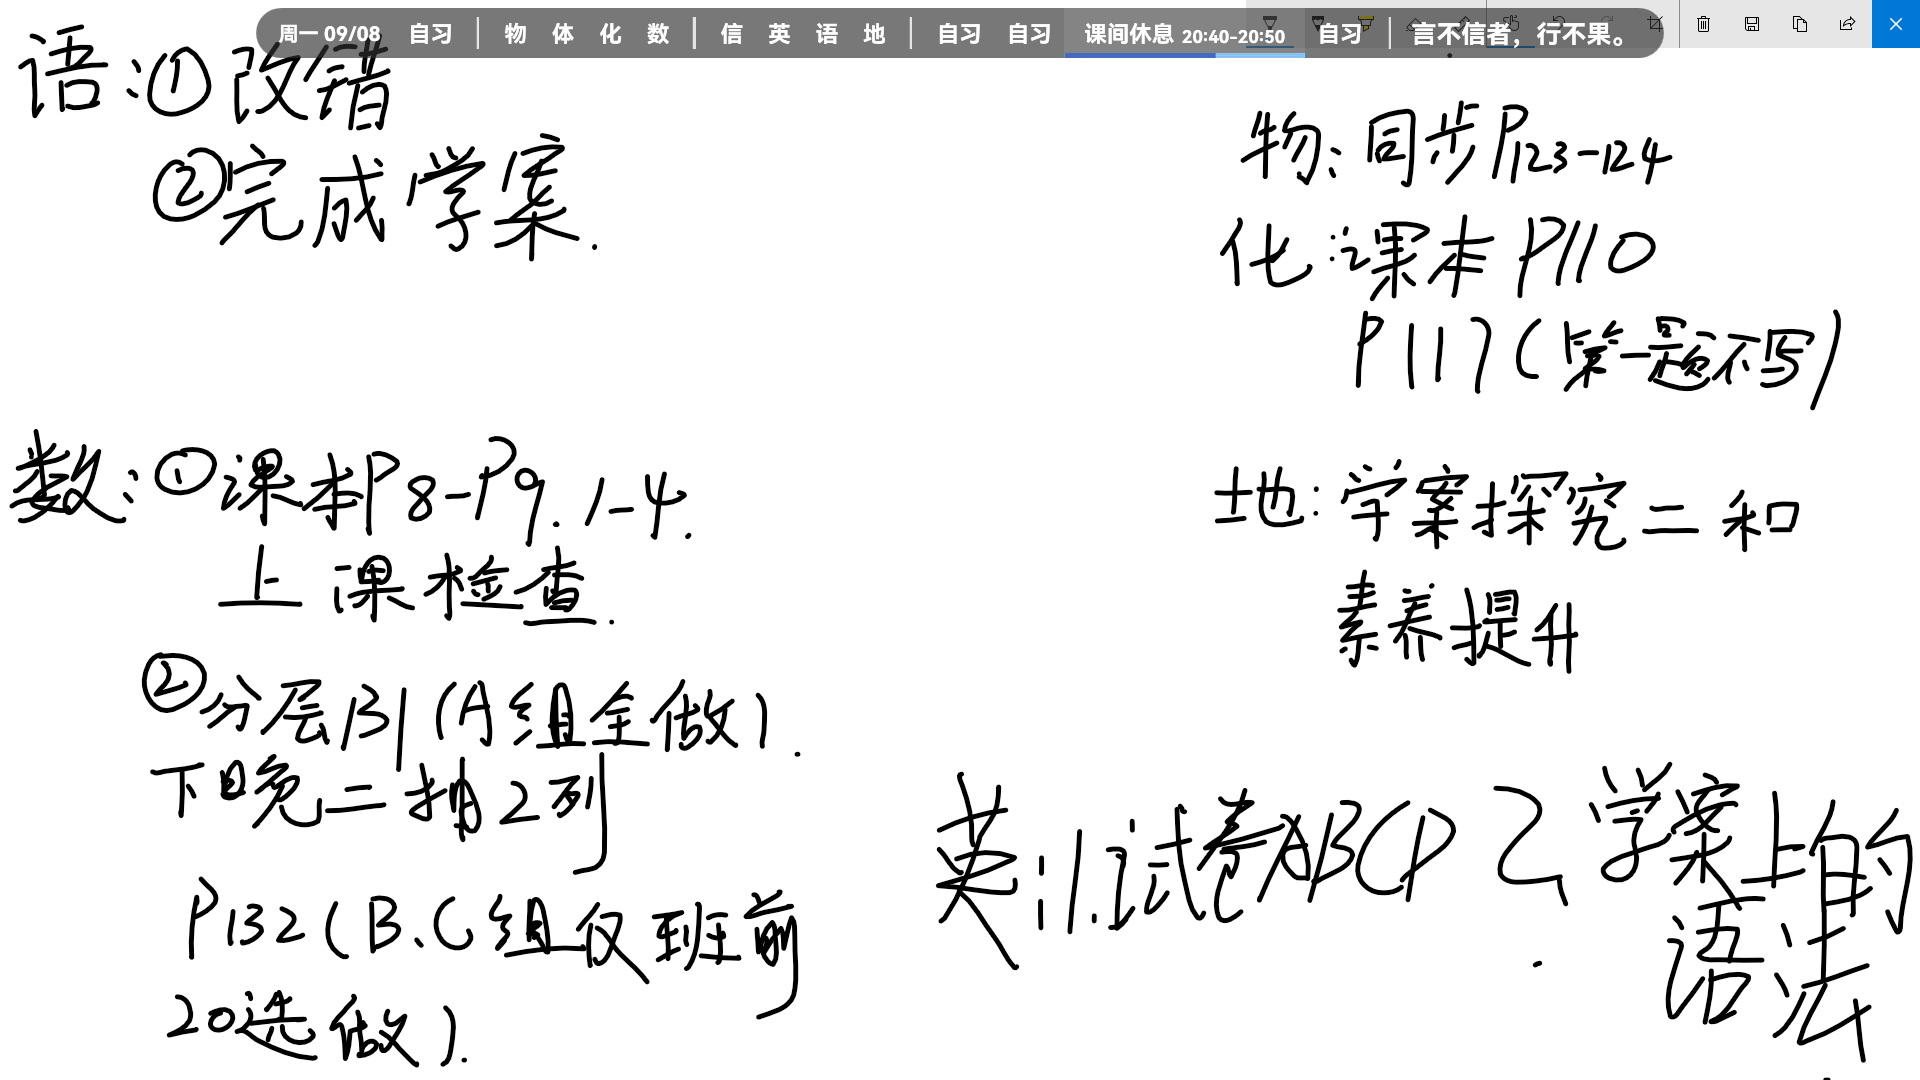 周一 09/08 自习 | 物 体 化 数 | 信 英 语 地 | 自习 自习 课间休息 20:40-20:50 自习 | 言不信者，行不果。
语:①改错
②完成学案.
数:①课本P8-P9.1-4.
上课检查.
②分层B1(A组全做).
下日晚二抽2列
P132(B、C组仅班前
20选做).
物:同步P123-124
化:课本P110
P117(第一题不写)
地:学案探究二和
素养提升
英:1.试卷ABCD 2.学案上的
语法